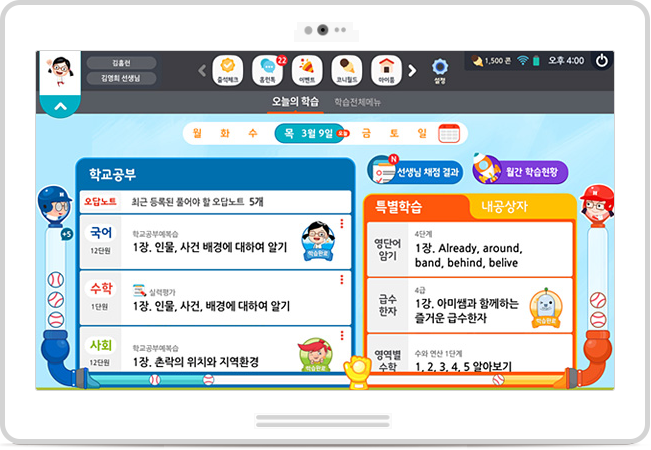 김홈런
김영희 선생님
출석체크
홈런톡
22
이벤트
코니월드
마이룸
설정
1,500 콘
오후 4:00
오늘의 학습
학습전체메뉴
월 화 수 목 3월 9일 오늘 금 토 일
학교공부
N
선생님 채점 결과
월간 학습현황
오답노트 최근 등록된 풀어야 할 오답노트 5개
특별학습
내공상자
+5
국어
12단원
학교공부예복습
1장. 인물, 사건 배경에 대하여 알기
학습완료
수학
1단원
실력평가
1장. 인물, 사건, 배경에 대하여 알기
사회
12단원
학교공부예복습
1장. 촌락의 위치와 지역환경
학습완료
영단어
암기
4단계
1장. Already, around,
band, behind, belive
급수
한자
4급
1강. 아미쌤과 함께하는
즐거운 급수한자
학습완료
영역별
수학
수와 연산 1단계
1, 2, 3, 4, 5 알아보기